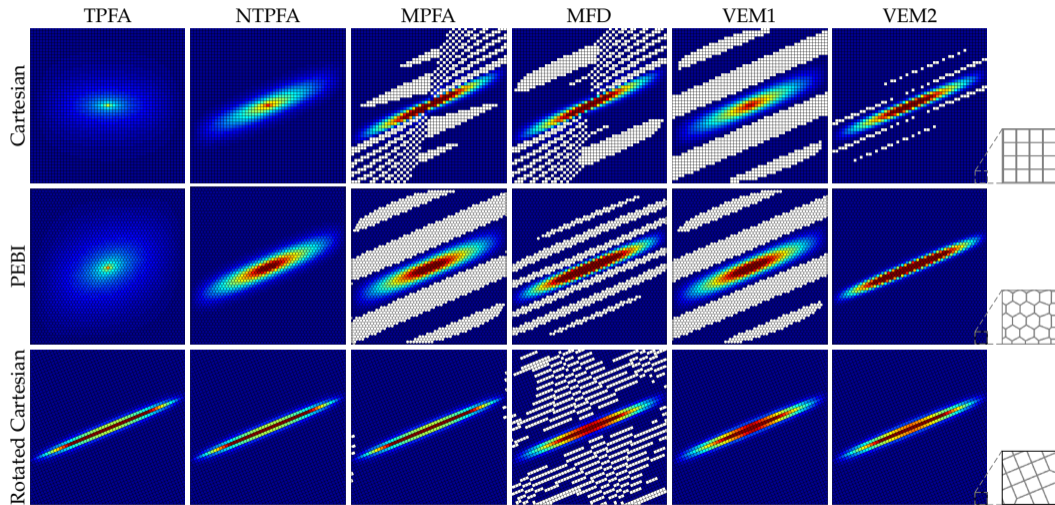 TPFA NTPFA MPFA MFD VEM1 VEM2
Cartesian
PEBI
Rotated Cartesian